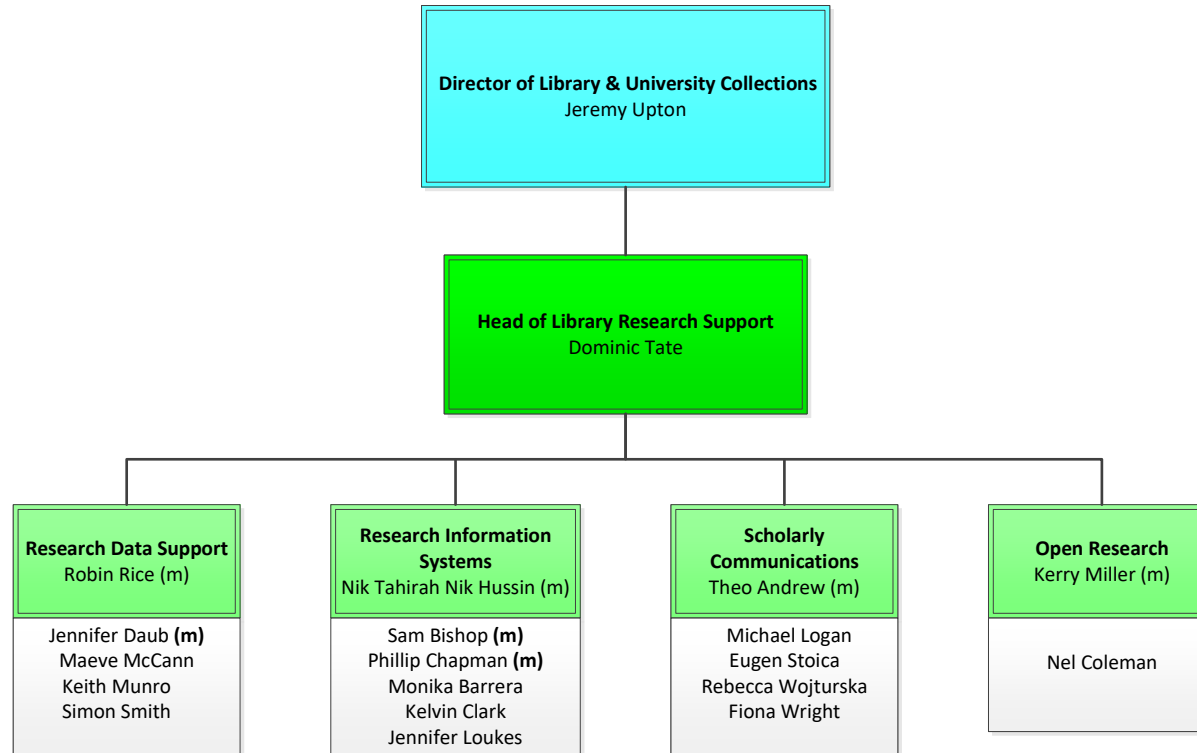 Director of Library & University Collections
Jeremy Upton
Head of Library Research Support
Dominic Tate
Research Data Support
Robin Rice (m)
Jennifer Daub (m)
Maeve McCann
Keith Munro
Simon Smith
Research Information
Systems
Nik Tahirah Nik Hussin (m)
Sam Bishop (m)
Phillip Chapman (m)
Monika Barrera
Kelvin Clark
Jennifer Loukes
Scholarly
Communications
Theo Andrew (m)
Michael Logan
Eugen Stoica
Rebecca Wojturska
Fiona Wright
Open Research
Kerry Miller (m)
Nel Coleman